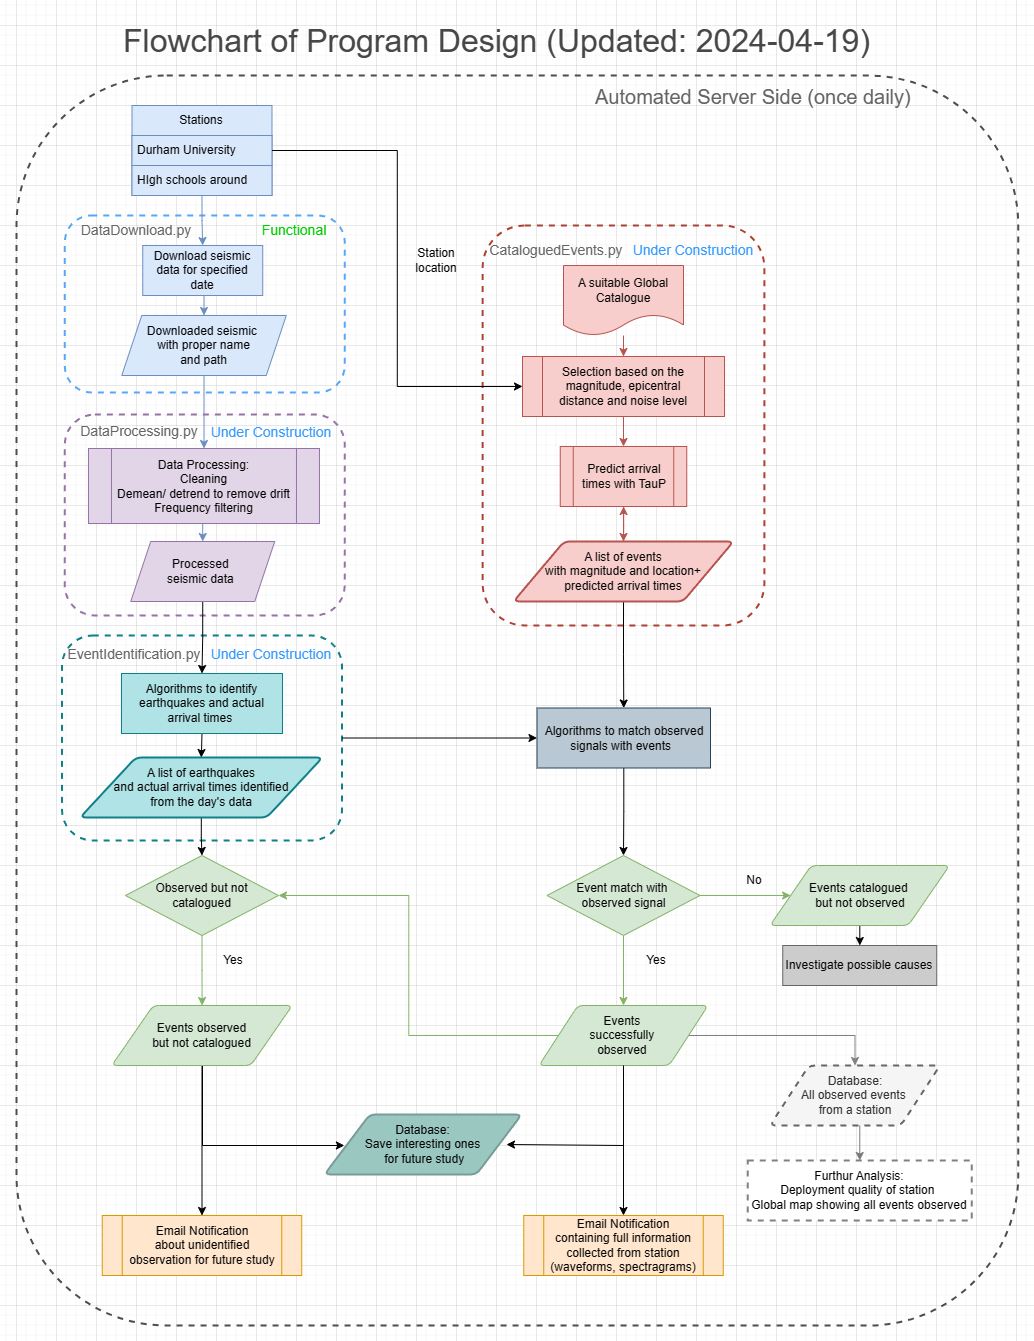 Flowchart of Program Design (Updated: 2024-04-19)
Automated Server Side (once daily)
Stations
Durham University
HIgh schools around
DataDownload.py
Functional
Download seismic
data for specified
date
Downloaded seismic
with proper name
and path
Station
location
CataloguedEvents.py
Under Construction
A suitable Global
Catalogue
Selection based on the
magnitude, epicentral
distance and noise level
Predict arrival
times with TauP
A list of events
with magnitude and location+
predicted arrival times
DataProcessing.py
Under Construction
Data Processing:
Cleaning
Demean/ detrend to remove drift
Frequency filtering
Processed
seismic data
EventIdentification.py
Under Construction
Algorithms to identify
earthquakes and actual
arrival times
A list of earthquakes
and actual arrival times identified
from the day's data
Algorithms to match observed
signals with events
Observed but not
catalogued
Yes
Event match with
observed signal
No
Yes
Events catalogued
but not observed
Investigate possible causes
Events observed
but not catalogued
Events
successfully
observed
Database:
All observed events
from a station
Database:
Save interesting ones
for future study
Furthur Analysis:
Deployment quality of station
Global map showing all events observed
Email Notification
about unidentified
observation for future study
Email Notification
containing full information
collected from station
(waveforms, spectragrams)